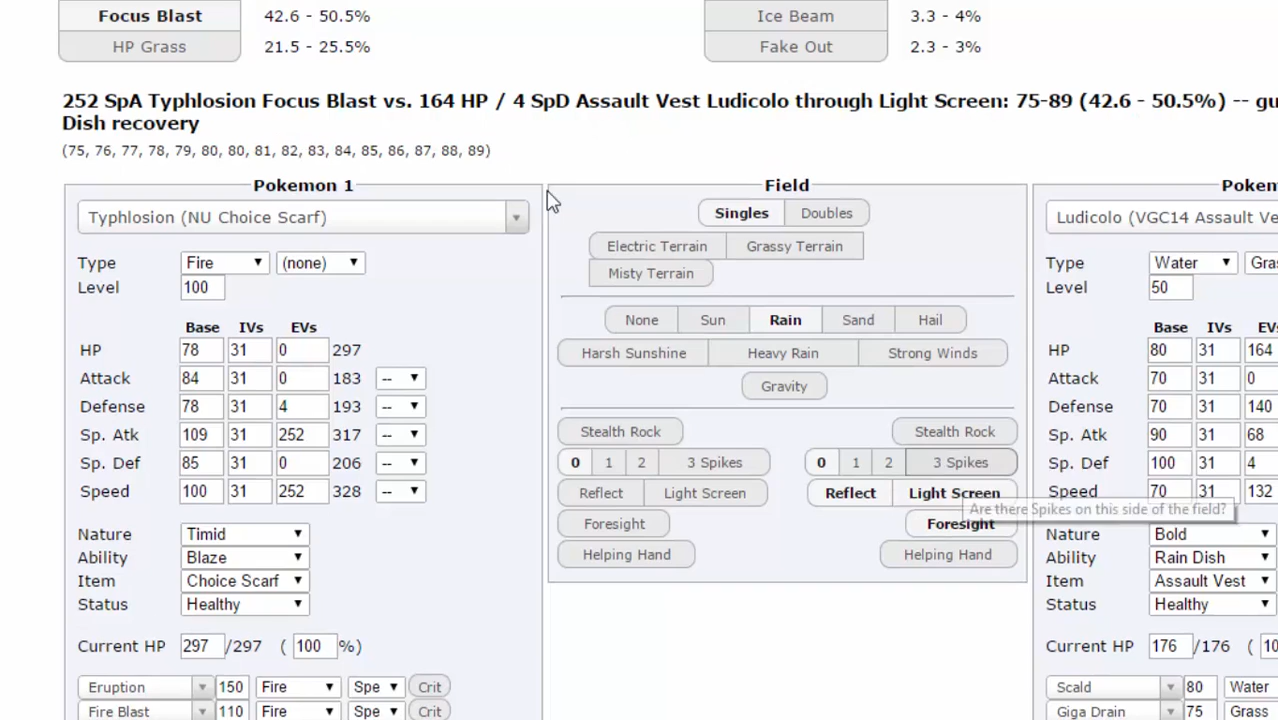 Focus Blast 42.6 - 50.5% Ice Beam 3.3 - 4%
HP Grass 21.5 - 25.5% Fake Out 2.3 - 3%
252 SpA Typhlosion Focus Blast vs. 164 HP / 4 SpD Assault Vest Ludicolo through Light Screen: 75-89 (42.6 - 50.5%) -- gu
Dish recovery
(75, 76, 77, 78, 79, 80, 80, 81, 82, 83, 84, 85, 86, 87, 88, 89)
Pokemon 1
Typhlosion (NU Choice Scarf)
Type Fire (none)
Level 100
Base IVs EVs
HP 78 31 0 297
Attack 84 31 0 183 --
Defense 78 31 4 193 --
Sp. Atk 109 31 252 317 --
Sp. Def 85 31 0 206 --
Speed 100 31 252 328 --
Nature Timid
Ability Blaze
Item Choice Scarf
Status Healthy
Current HP 297 /297 ( 100 %)
Eruption 150 Fire Spe Crit
Fire Blast 110 Fire Spe Crit
Field
Singles Doubles
Electric Terrain Grassy Terrain
Misty Terrain
None Sun Rain Sand Hail
Harsh Sunshine Heavy Rain Strong Winds
Gravity
Stealth Rock Stealth Rock
0 1 2 3 Spikes 0 1 2 3 Spikes
Reflect Light Screen Reflect Light Screen
Are there Spikes on this side of the field?
Foresight Foresight
Helping Hand Helping Hand
Pokem
Ludicolo (VGC14 Assault Ve
Type Water Gras
Level 50
Base IVs EVs
HP 80 31 164
Attack 70 31 0
Defense 70 31 140
Sp. Atk 90 31 68
Sp. Def 100 31 4
Speed 70 31 132
Nature Bold
Ability Rain Dish
Item Assault Vest
Status Healthy
Current HP 176 /176 ( 10
Scald 80 Water
Giga Drain 75 Grass